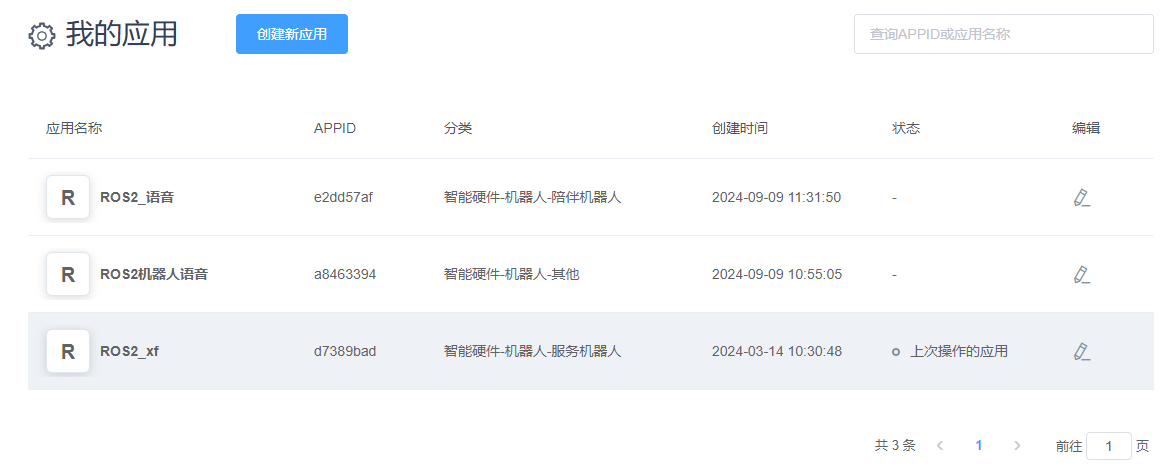 我的应用 创建新应用 查询APPID或应用名称
应用名称 APPID 分类 创建时间 状态 编辑
R ROS2_语音 e2dd57af 智能硬件-机器人-陪伴机器人 2024-09-09 11:31:50 -
R ROS2机器人语音 a8463394 智能硬件-机器人-其他 2024-09-09 10:55:05 -
R ROS2_xf d7389bad 智能硬件-机器人-服务机器人 2024-03-14 10:30:48 上次操作的应用
共 3 条 < 1 > 前往 1 页